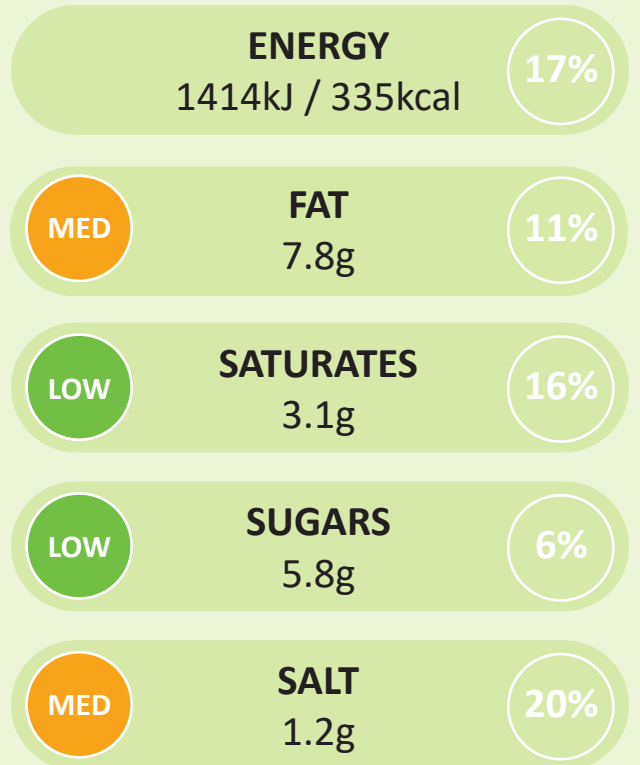 ENERGY
1414kJ / 335kcal
17%
MED
FAT
7.8g
11%
LOW
SATURATES
3.1g
16%
LOW
SUGARS
5.8g
6%
MED
SALT
1.2g
20%